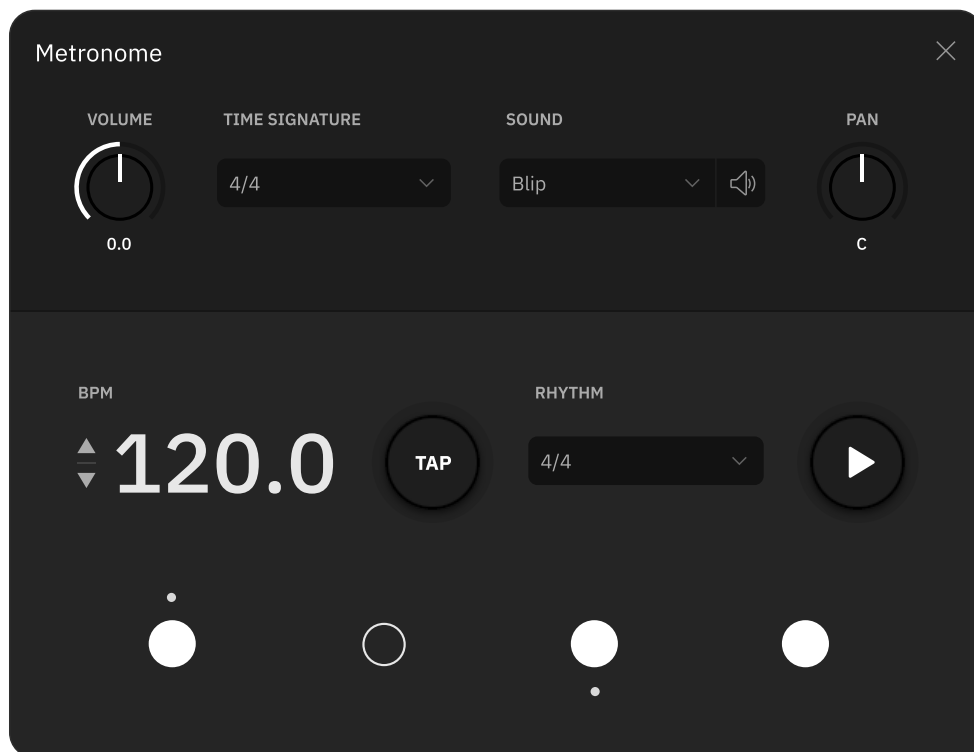 Metronome
VOLUME TIME SIGNATURE SOUND PAN
4/4 Blip
0.0 C
BPM RHYTHM
120.0 TAP 4/4